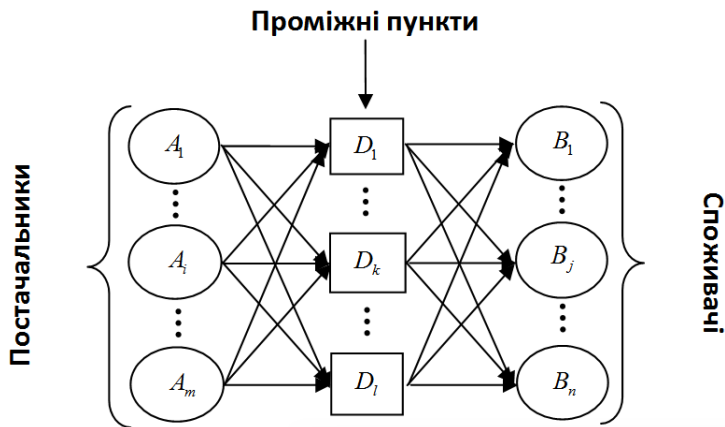 Проміжні пункти
Постачальники
A₁
Aᵢ
Aₘ
D₁
Dₖ
Dₗ
B₁
Bⱼ
Bₙ
Споживачі